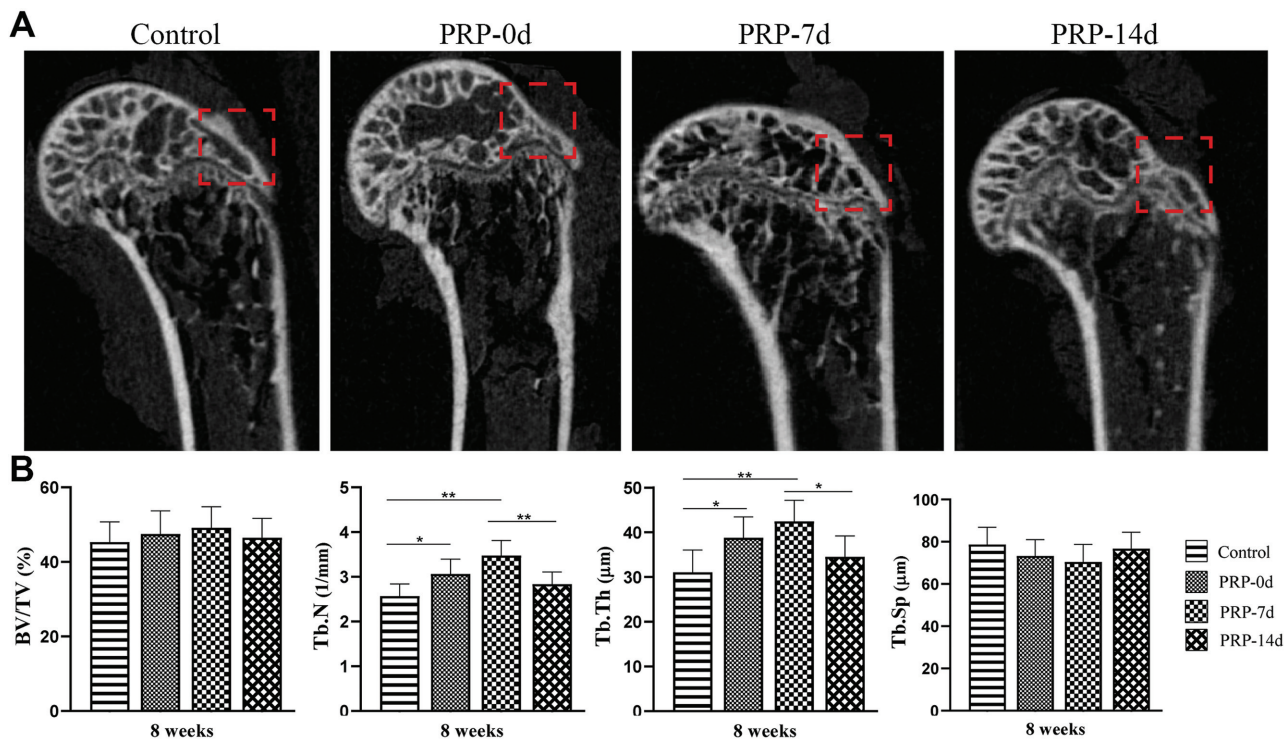 A
Control
PRP-0d
PRP-7d
PRP-14d
B
BV/TV (%)
60
40
20
0
8 weeks
Tb.N (1/mm)
5
4
3
2
1
0
**
**
*
8 weeks
Tb.Th (μm)
50
40
30
20
10
0
**
*
*
8 weeks
Tb.Sp (μm)
100
80
60
40
20
0
8 weeks
Control
PRP-0d
PRP-7d
PRP-14d